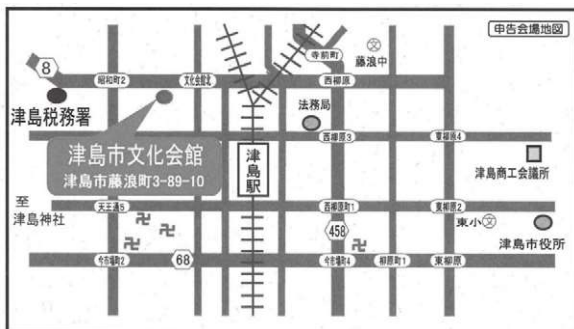 申告会場地図
8
昭和町2
文化会館北
寺前町
文
藤浪中
西柳原
津島税務署
法務局
津島市文化会館
津島市藤浪町3-89-10
津島駅
西柳原3
東柳原4
津島商工会議所
至
津島神社
天王通5
西柳原町1
東柳原2
東小
文
津島市役所
458
今市場町2
68
今市場町4
柳原町1
東柳原